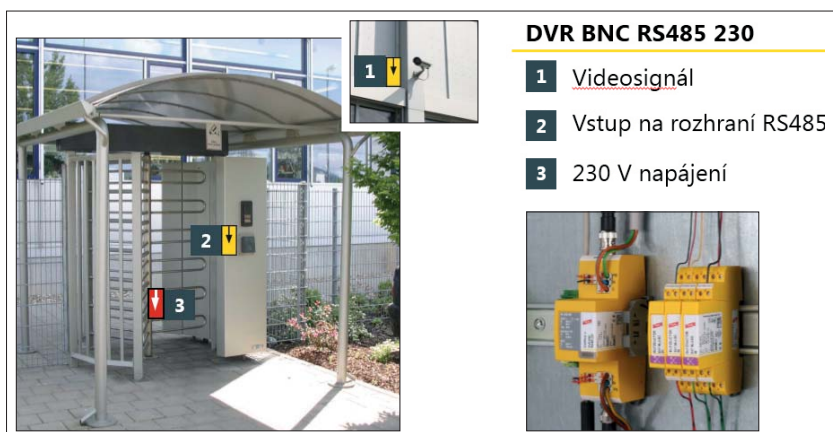 DVR BNC RS485 230
1
1 Videosignál
2 Vstup na rozhraní RS485
2
3 230 V napájení
3